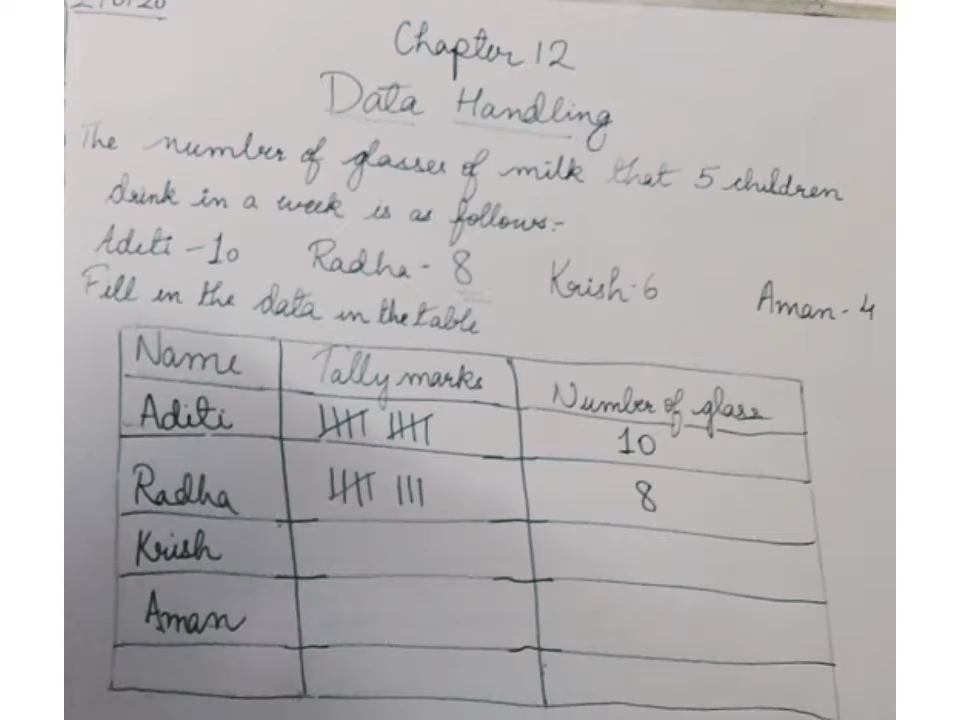 Chapter 12
Data Handling
The number of glasses of milk that 5 children
drink in a week is as follows:-
Aditi - 10 Radha - 8 Krish - 6 Aman - 4
Fill in the data in the table
Name Tally marks Number of glass
Aditi 𝍸 𝍸 10
Radha 𝍸 ||| 8
Krish
Aman